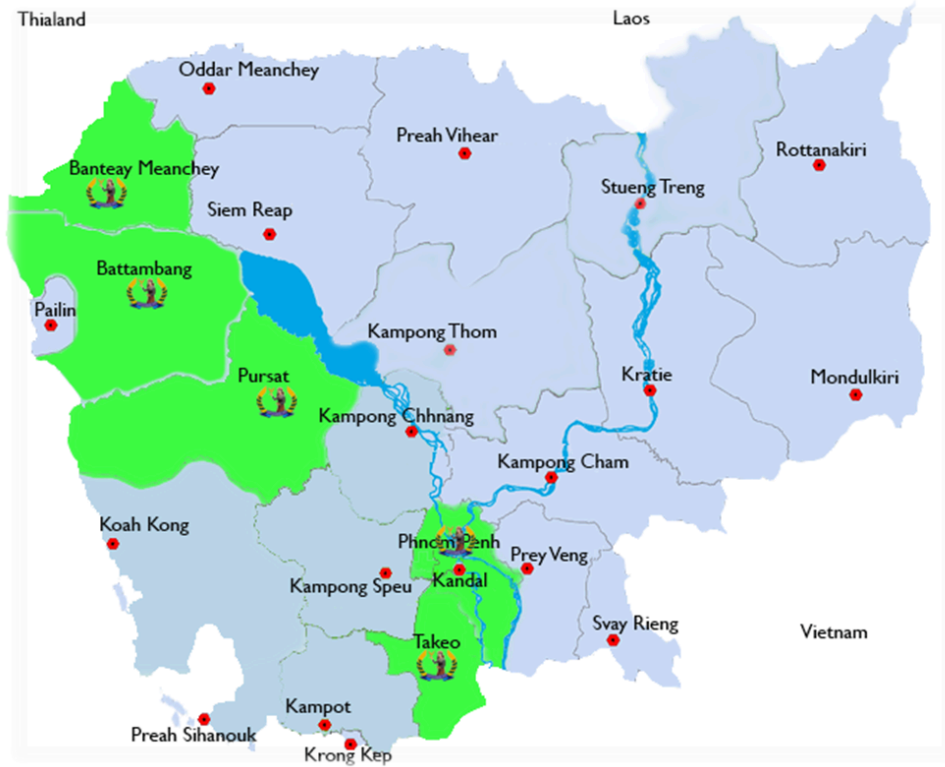 Thialand
Laos
Oddar Meanchey
Preah Vihear
Rottanakiri
Banteay Meanchey
Stueng Treng
Siem Reap
Battambang
Pailin
Kampong Thom
Pursat
Kratie
Mondulkiri
Kampong Chhnang
Kampong Cham
Koah Kong
Phnom Penh
Prey Veng
Kampong Speu
Kandal
Svay Rieng
Vietnam
Takeo
Kampot
Preah Sihanouk
Krong Kep